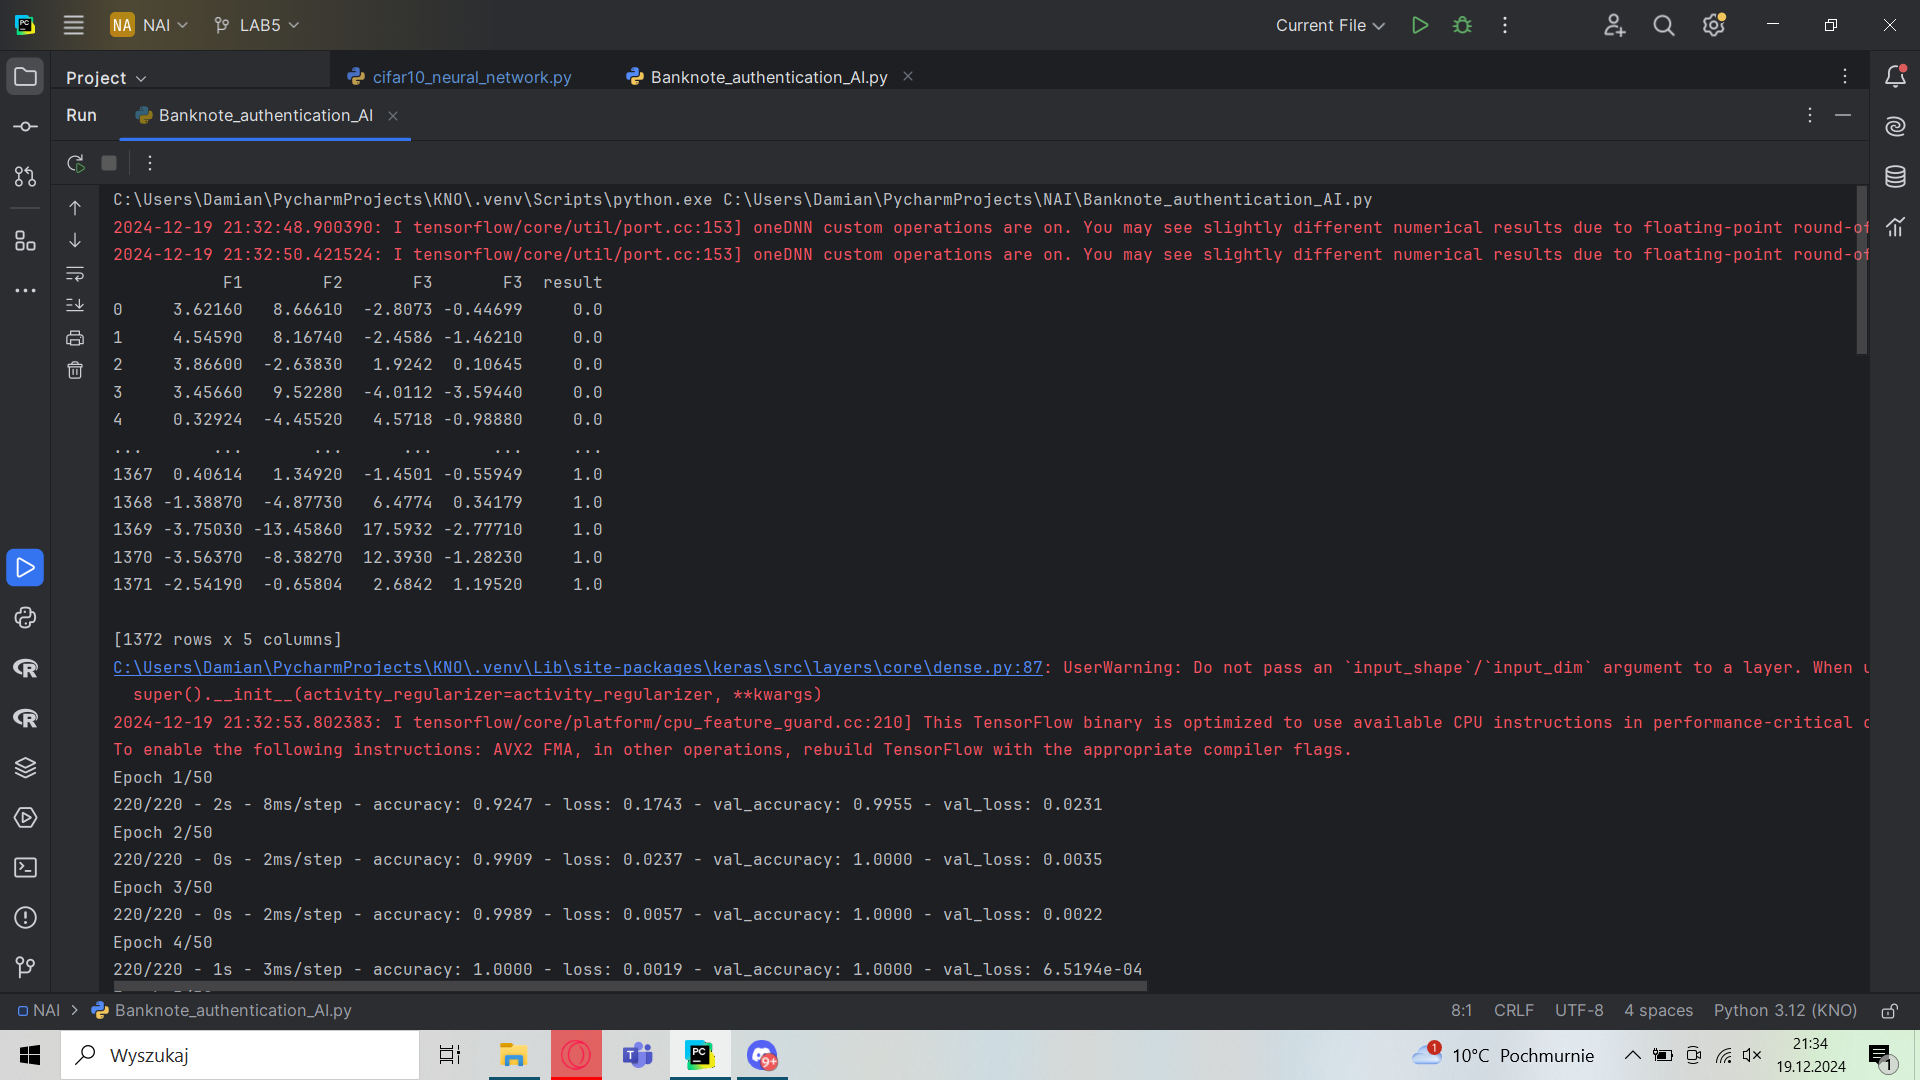 PC
NA NAI LAB5 Current File
Project cifar10_neural_network.py Banknote_authentication_AI.py
Run Banknote_authentication_AI
C:\Users\Damian\PycharmProjects\KNO\.venv\Scripts\python.exe C:\Users\Damian\PycharmProjects\NAI\Banknote_authentication_AI.py
2024-12-19 21:32:48.900390: I tensorflow/core/util/port.cc:153] oneDNN custom operations are on. You may see slightly different numerical results due to floating-point round-of
2024-12-19 21:32:50.421524: I tensorflow/core/util/port.cc:153] oneDNN custom operations are on. You may see slightly different numerical results due to floating-point round-of
F1 F2 F3 F3 result
0 3.62160 8.66610 -2.8073 -0.44699 0.0
1 4.54590 8.16740 -2.4586 -1.46210 0.0
2 3.86600 -2.63830 1.9242 0.10645 0.0
3 3.45660 9.52280 -4.0112 -3.59440 0.0
4 0.32924 -4.45520 4.5718 -0.98880 0.0
... ... ... ... ... ...
1367 0.40614 1.34920 -1.4501 -0.55949 1.0
1368 -1.38870 -4.87730 6.4774 0.34179 1.0
1369 -3.75030 -13.45860 17.5932 -2.77710 1.0
1370 -3.56370 -8.38270 12.3930 -1.28230 1.0
1371 -2.54190 -0.65804 2.6842 1.19520 1.0
[1372 rows x 5 columns]
C:\Users\Damian\PycharmProjects\KNO\.venv\Lib\site-packages\keras\src\layers\core\dense.py:87: UserWarning: Do not pass an `input_shape`/`input_dim` argument to a layer. When u
super().__init__(activity_regularizer=activity_regularizer, **kwargs)
2024-12-19 21:32:53.802383: I tensorflow/core/platform/cpu_feature_guard.cc:210] This TensorFlow binary is optimized to use available CPU instructions in performance-critical o
To enable the following instructions: AVX2 FMA, in other operations, rebuild TensorFlow with the appropriate compiler flags.
Epoch 1/50
220/220 - 2s - 8ms/step - accuracy: 0.9247 - loss: 0.1743 - val_accuracy: 0.9955 - val_loss: 0.0231
Epoch 2/50
220/220 - 0s - 2ms/step - accuracy: 0.9909 - loss: 0.0237 - val_accuracy: 1.0000 - val_loss: 0.0035
Epoch 3/50
220/220 - 0s - 2ms/step - accuracy: 0.9989 - loss: 0.0057 - val_accuracy: 1.0000 - val_loss: 0.0022
Epoch 4/50
220/220 - 1s - 3ms/step - accuracy: 1.0000 - loss: 0.0019 - val_accuracy: 1.0000 - val_loss: 6.5194e-04
NAI Banknote_authentication_AI.py 8:1 CRLF UTF-8 4 spaces Python 3.12 (KNO)
Wyszukaj PC 9+ 1 10°C Pochmurnie 21:34
19.12.2024 1